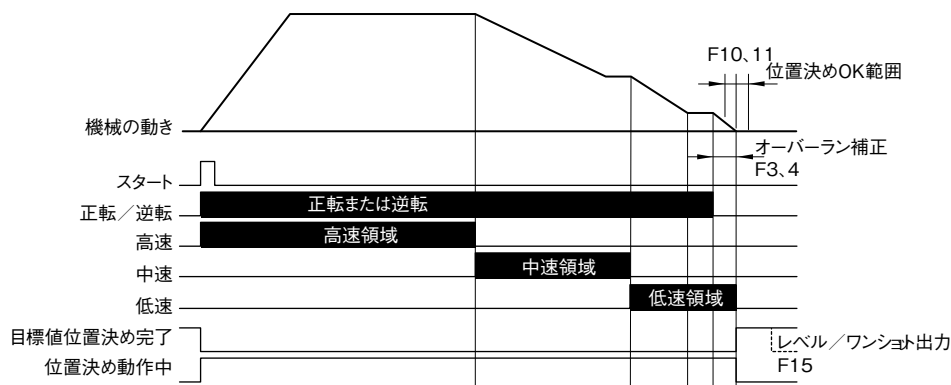 F10、11
位置決めOK範囲
機械の動き
オーバーラン補正
F3、4
スタート
正転／逆転
正転または逆転
高速
高速領域
中速
中速領域
低速
低速領域
目標値位置決め完了
レベル／ワンショット出力
位置決め動作中
F15